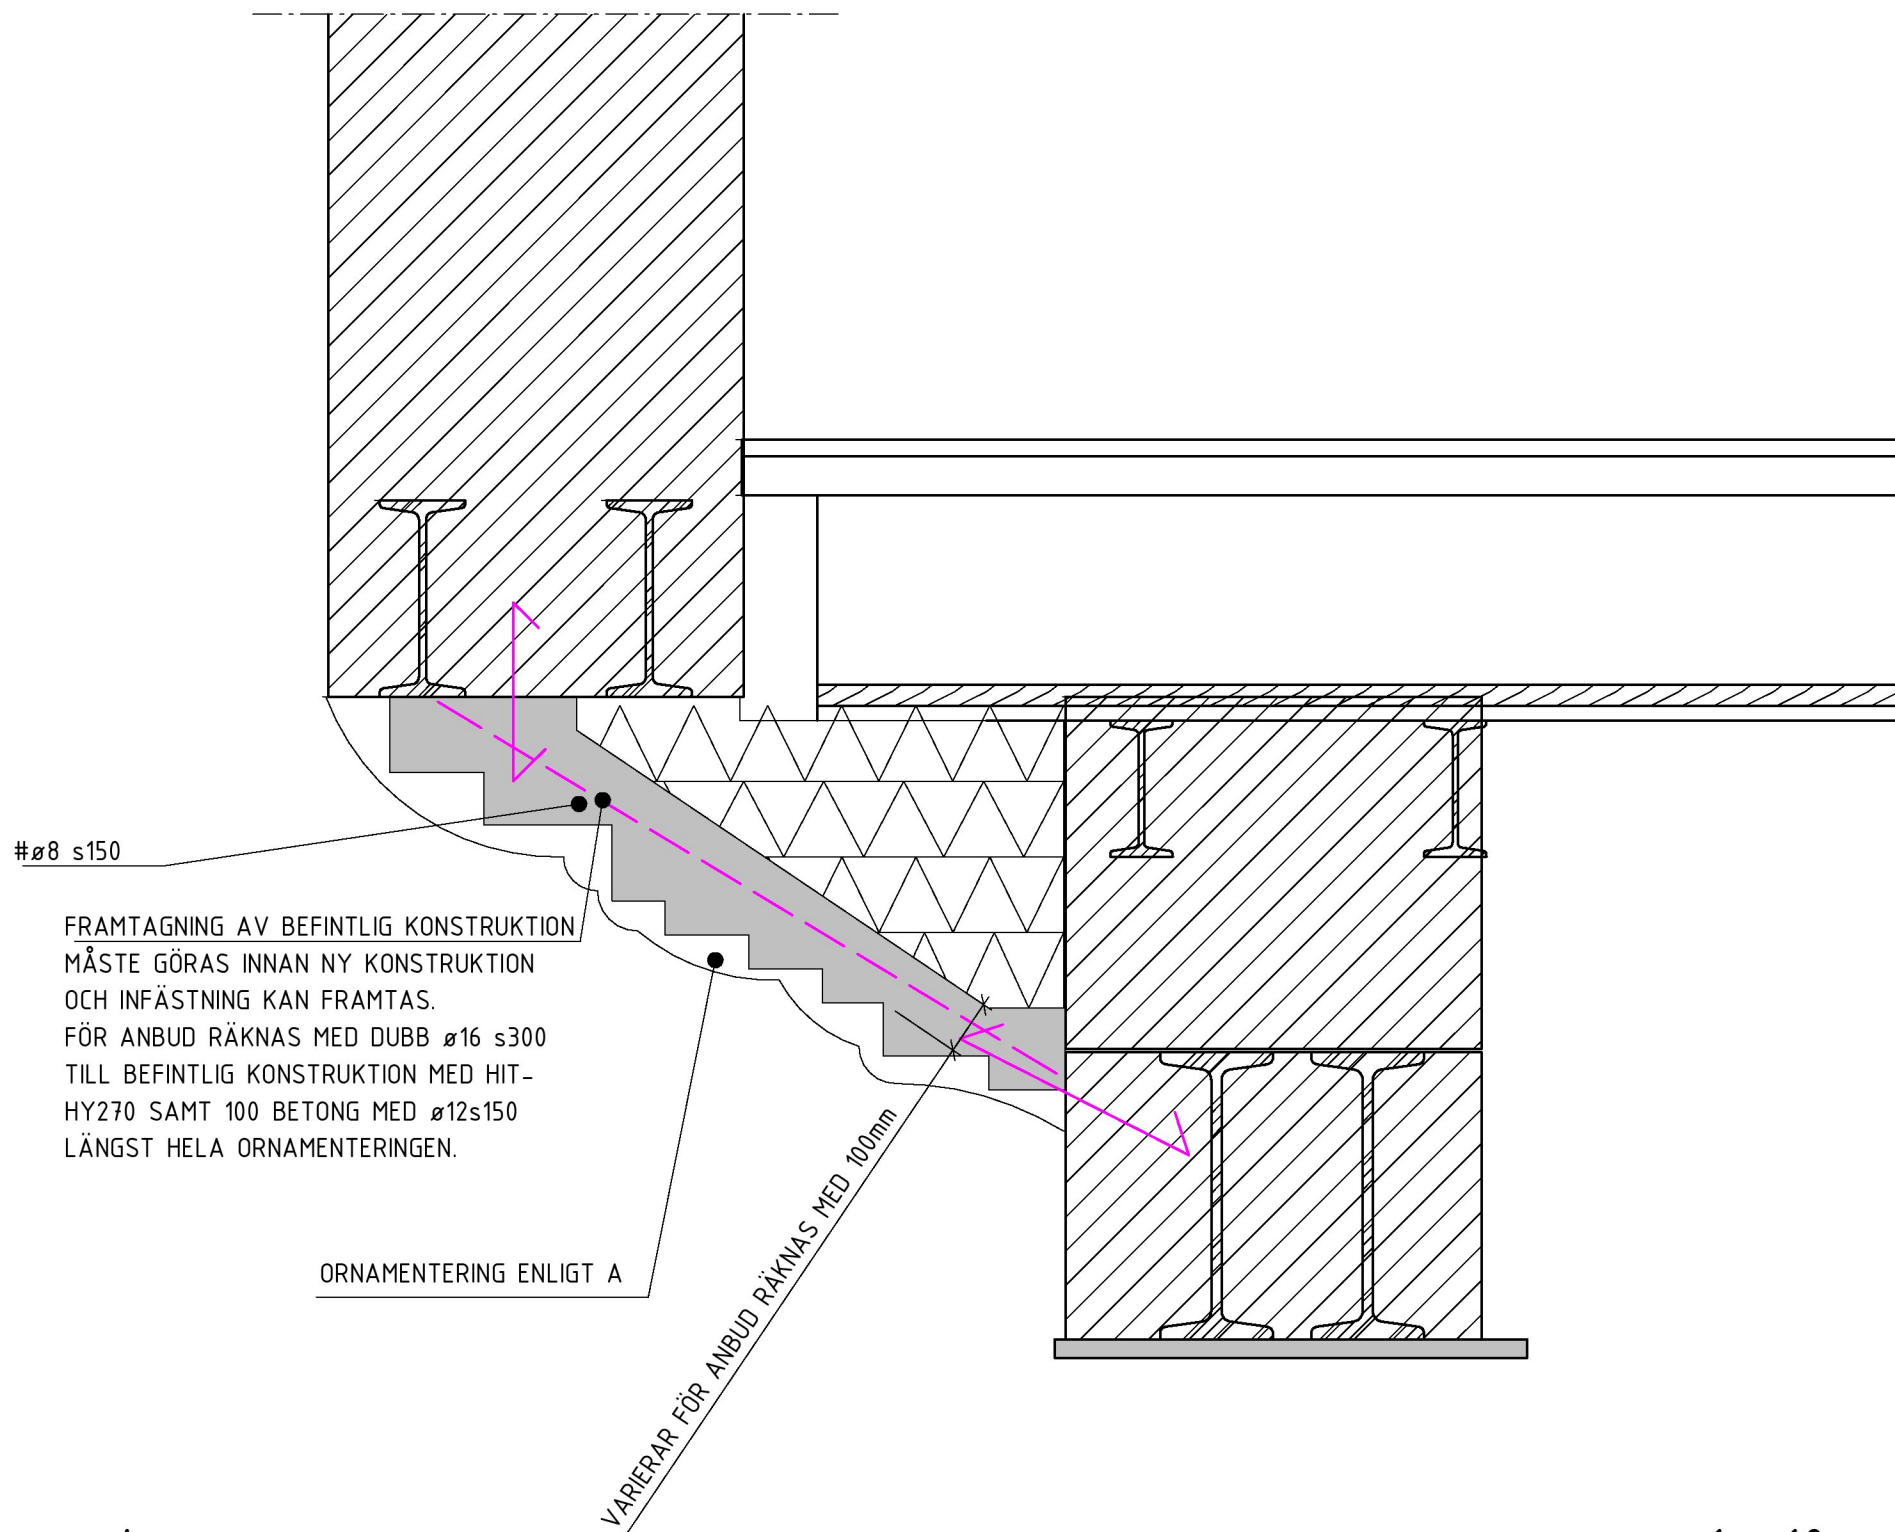 #ø8 s150
FRAMTAGNING AV BEFINTLIG KONSTRUKTION
MÅSTE GÖRAS INNAN NY KONSTRUKTION
OCH INFÄSTNING KAN FRAMTAS.
FÖR ANBUD RÄKNAS MED DUBB ø16 s300
TILL BEFINTLIG KONSTRUKTION MED HIT-
HY270 SAMT 100 BETONG MED ø12s150
LÄNGST HELA ORNAMENTERINGEN.
ORNAMENTERING ENLIGT A
VARIERAR FÖR ANBUD RÄKNAS MED 100mm